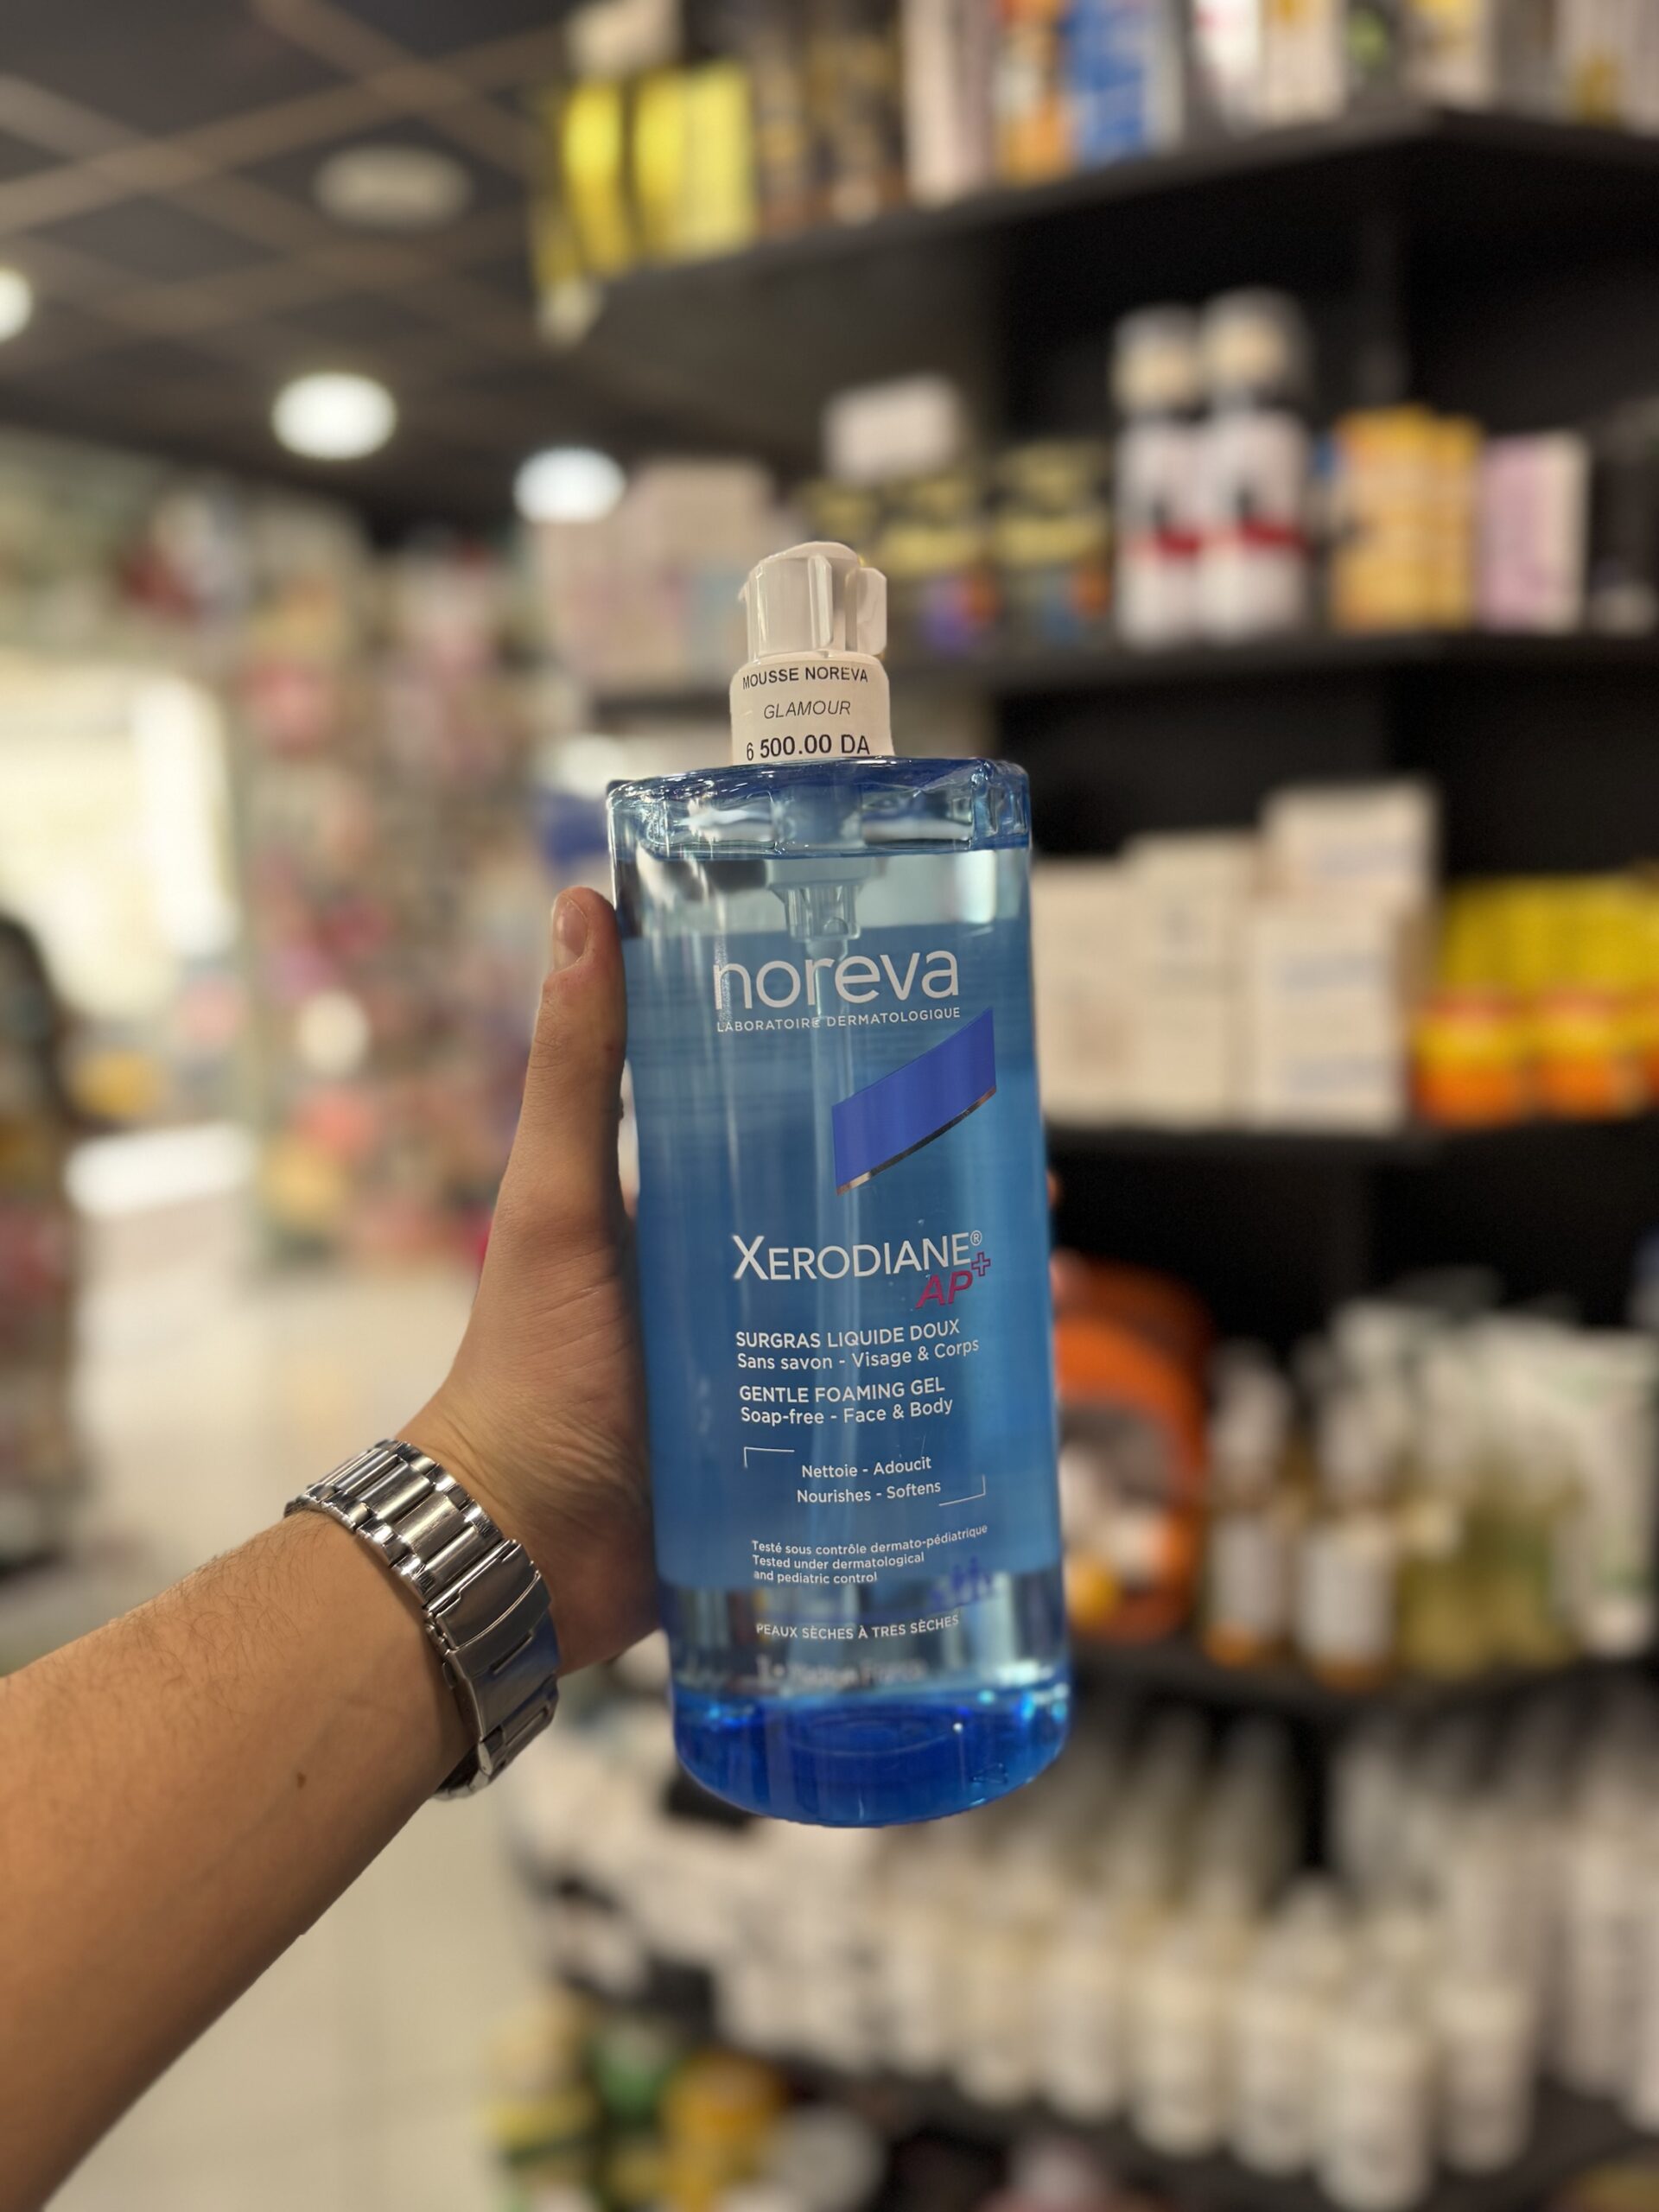 MOUSSE NOREVA
GLAMOUR
6 500.00 DA
noreva
LABORATOIRE DERMATOLOGIQUE
XERODIANE®
AP+
SURGRAS LIQUIDE DOUX
Sans savon - Visage & Corps
GENTLE FOAMING GEL
Soap-free - Face & Body
Nettoie - Adoucit
Nourishes - Softens
Testé sous contrôle dermato-pédiatrique
Tested under dermatological
and pediatric control
PEAUX SÈCHES À TRÈS SÈCHES